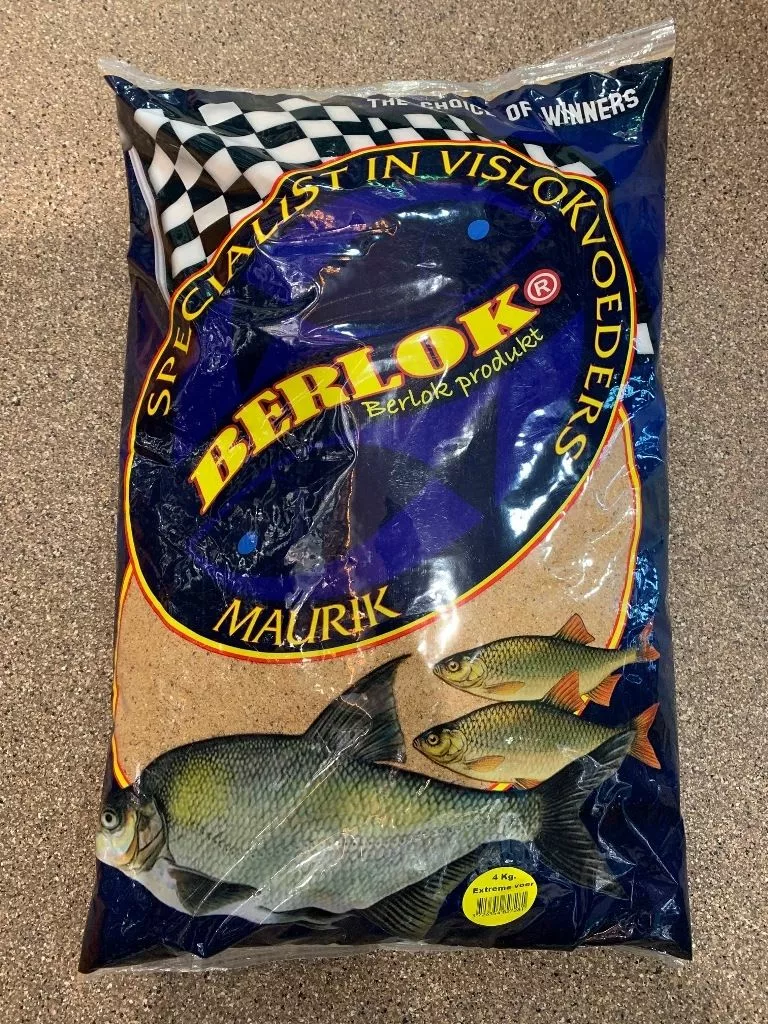 THE CHOICE OF WINNERS
SPECIALIST IN VISLOKVOEDERS
BERLOK®
Berlok produkt
MAURIK
4 Kg.
Extreme voer